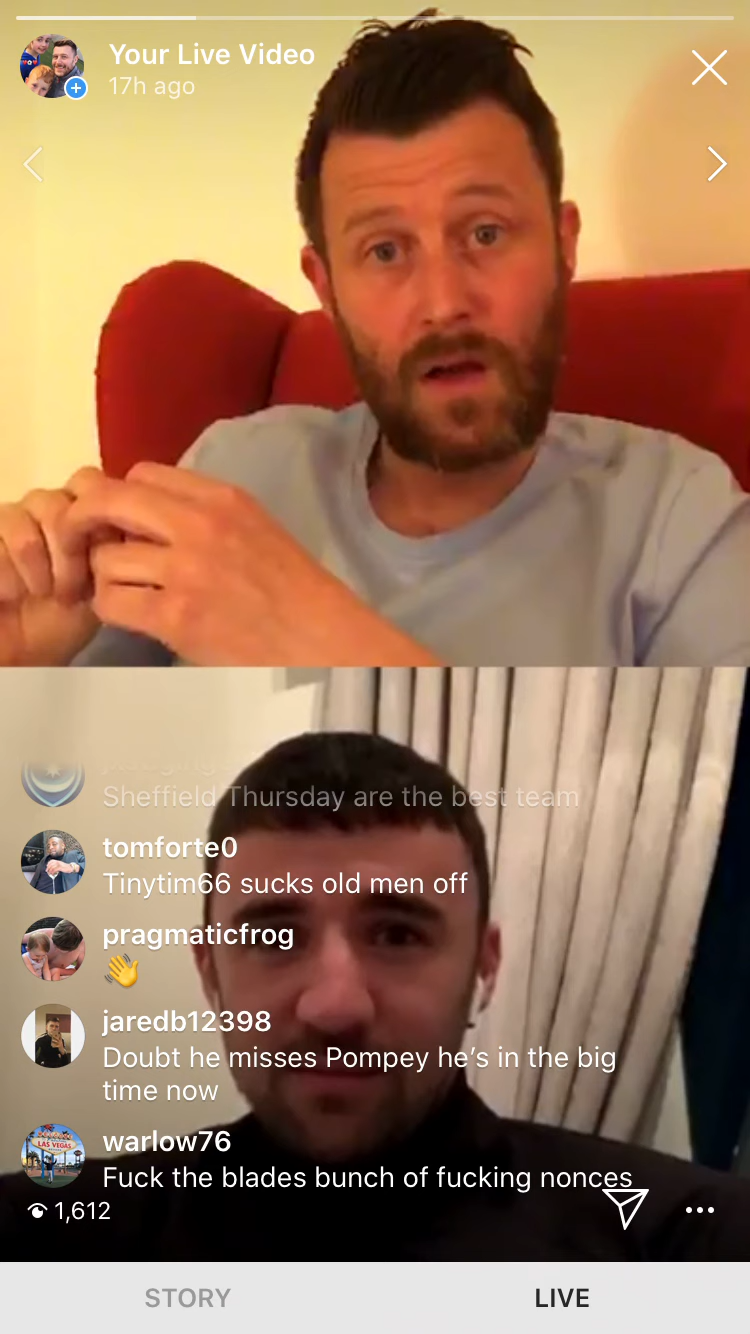 Your Live Video
17h ago
Sheffield Thursday are the best team
tomforte0
Tinytim66 sucks old men off
pragmaticfrog
👋
jaredb12398
Doubt he misses Pompey he’s in the big
time now
LAS VEGAS
warlow76
Fuck the blades bunch of fucking nonces
1,612
STORY
LIVE